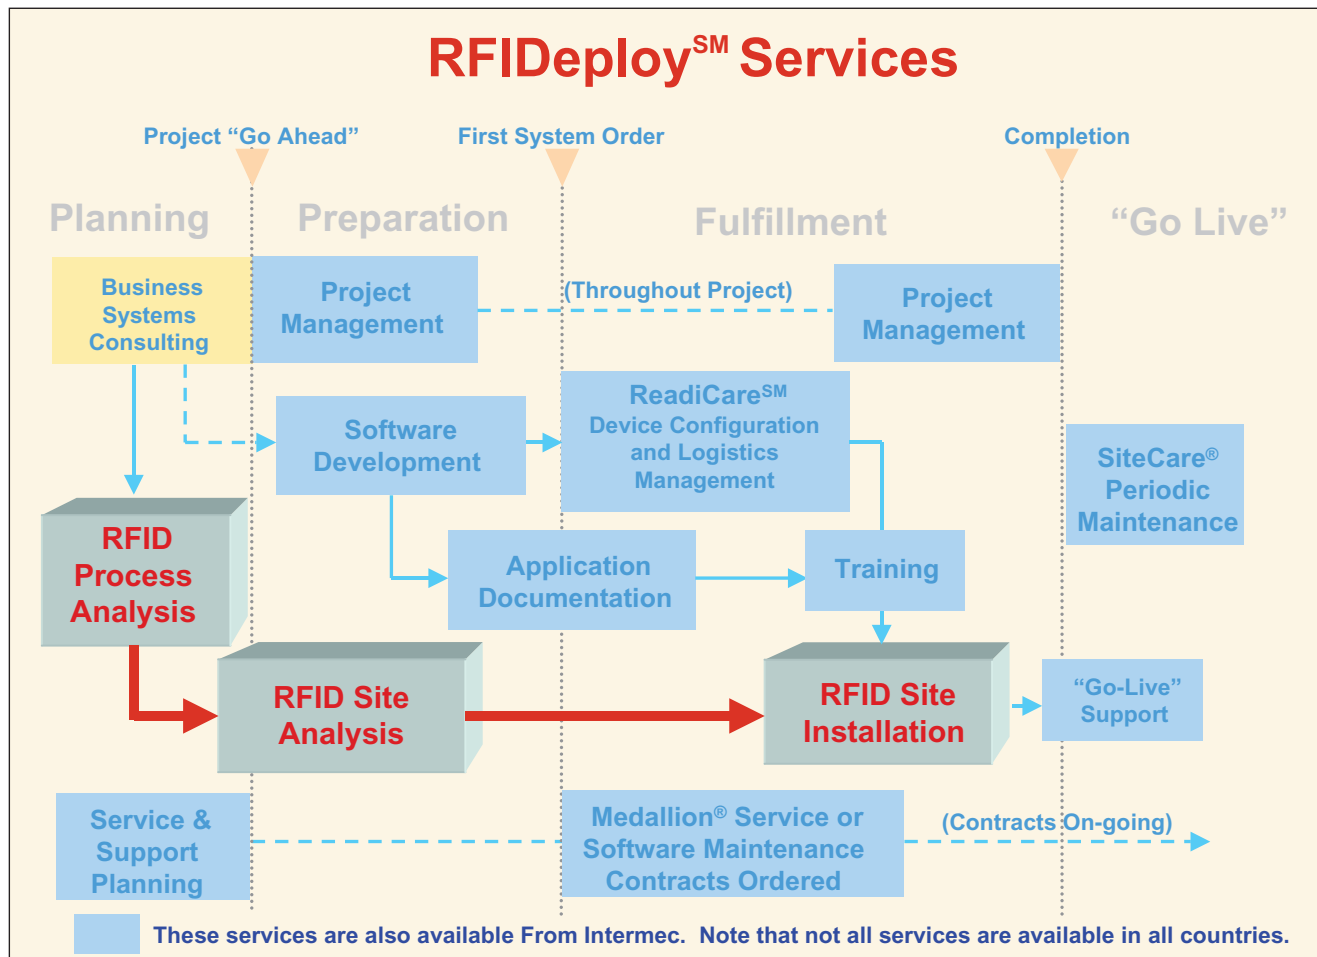 RFIDeploySM Services
Project “Go Ahead”
First System Order
Completion
Planning
Preparation
Fulfillment
“Go Live”
Business
Systems
Consulting
Project
Management
(Throughout Project)
Project
Management
Software
Development
ReadiCareSM
Device Configuration
and Logistics
Management
SiteCare®
Periodic
Maintenance
RFID
Process
Analysis
Application
Documentation
Training
RFID Site
Analysis
RFID Site
Installation
“Go-Live”
Support
Service &
Support
Planning
Medallion® Service or
Software Maintenance
Contracts Ordered
(Contracts On-going)
These services are also available From Intermec. Note that not all services are available in all countries.